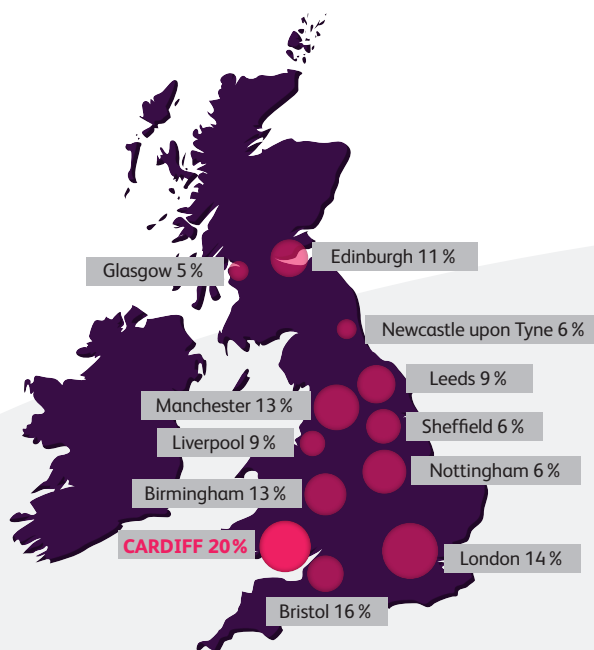 Edinburgh 11 %
Glasgow 5 %
Newcastle upon Tyne 6 %
Leeds 9 %
Manchester 13 %
Sheffield 6 %
Liverpool 9 %
Nottingham 6 %
Birmingham 13 %
CARDIFF 20%
London 14 %
Bristol 16 %